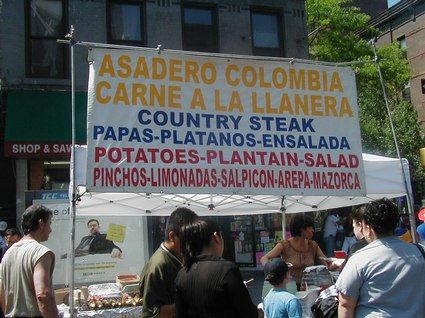 ASADERO COLOMBIA
CARNE A LA LLANERA
COUNTRY STEAK
PAPAS-PLATANOS-ENSALADA
POTATOES-PLANTAIN-SALAD
PINCHOS-LIMONADAS-SALPICON-AREPA-MAZORCA
SHOP & SAVE